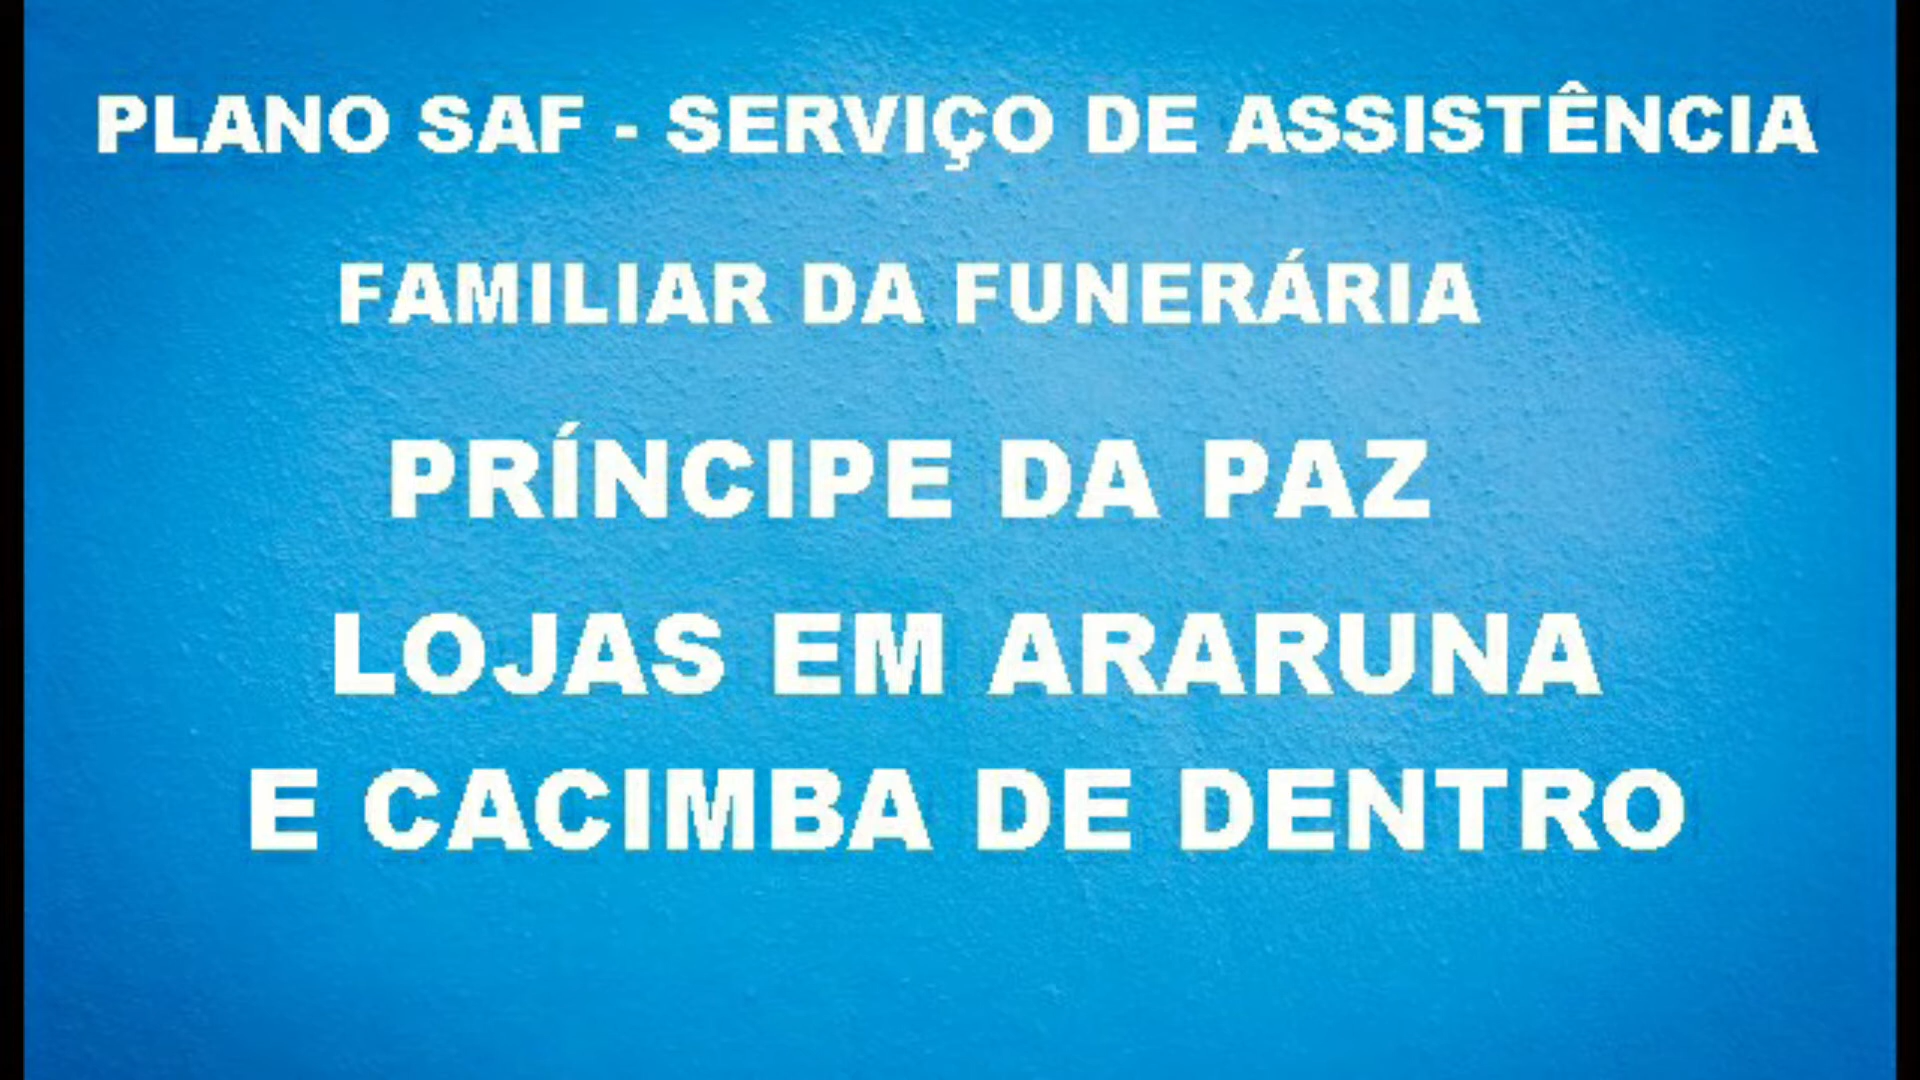 PLANO SAF - SERVIÇO DE ASSISTÊNCIA
FAMILIAR DA FUNERÁRIA
PRÍNCIPE DA PAZ
LOJAS EM ARARUNA
E CACIMBA DE DENTRO